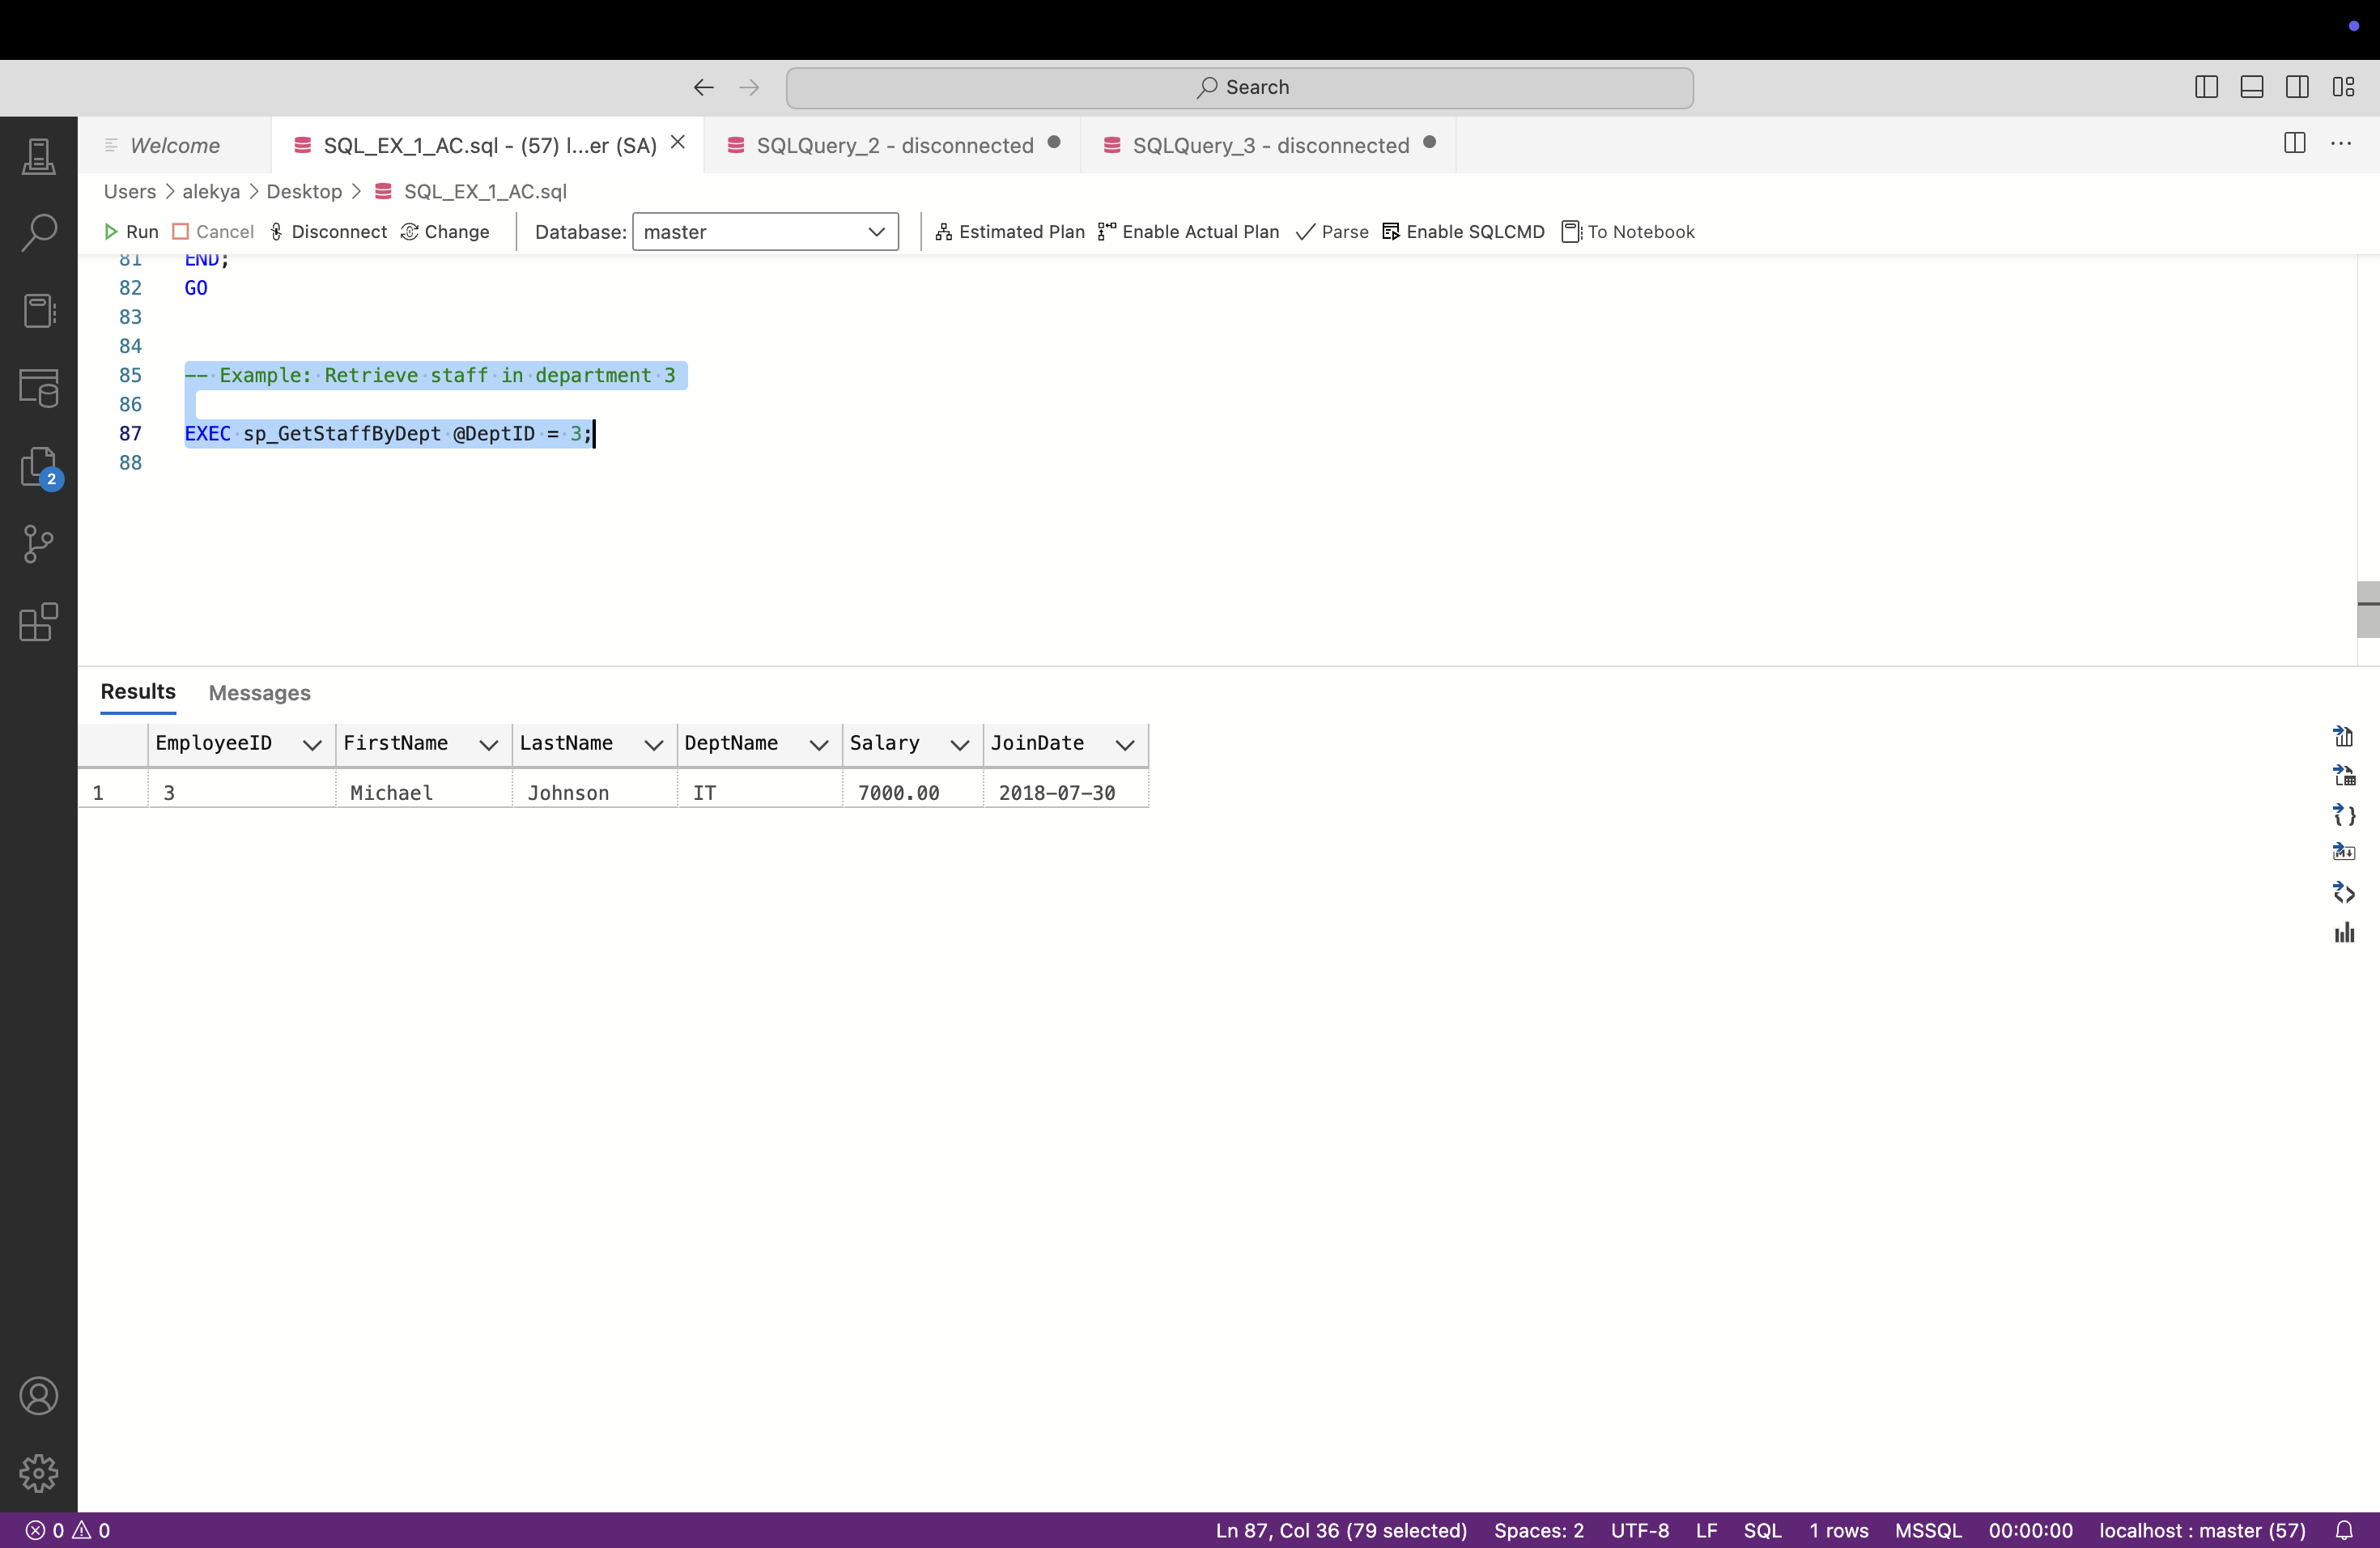 Search
Welcome
SQL_EX_1_AC.sql - (57) l...er (SA)
SQLQuery_2 - disconnected
SQLQuery_3 - disconnected
Users > alekya > Desktop > SQL_EX_1_AC.sql
Run Cancel Disconnect Change Database: master Estimated Plan Enable Actual Plan Parse Enable SQLCMD To Notebook
81 END;
82 GO
83
84
85 -- Example: Retrieve staff in department 3
86
87 EXEC sp_GetStaffByDept @DeptID = 3;
88
2
Results Messages
EmployeeID FirstName LastName DeptName Salary JoinDate
1 3 Michael Johnson IT 7000.00 2018-07-30
0 0 Ln 87, Col 36 (79 selected) Spaces: 2 UTF-8 LF SQL 1 rows MSSQL 00:00:00 localhost : master (57)